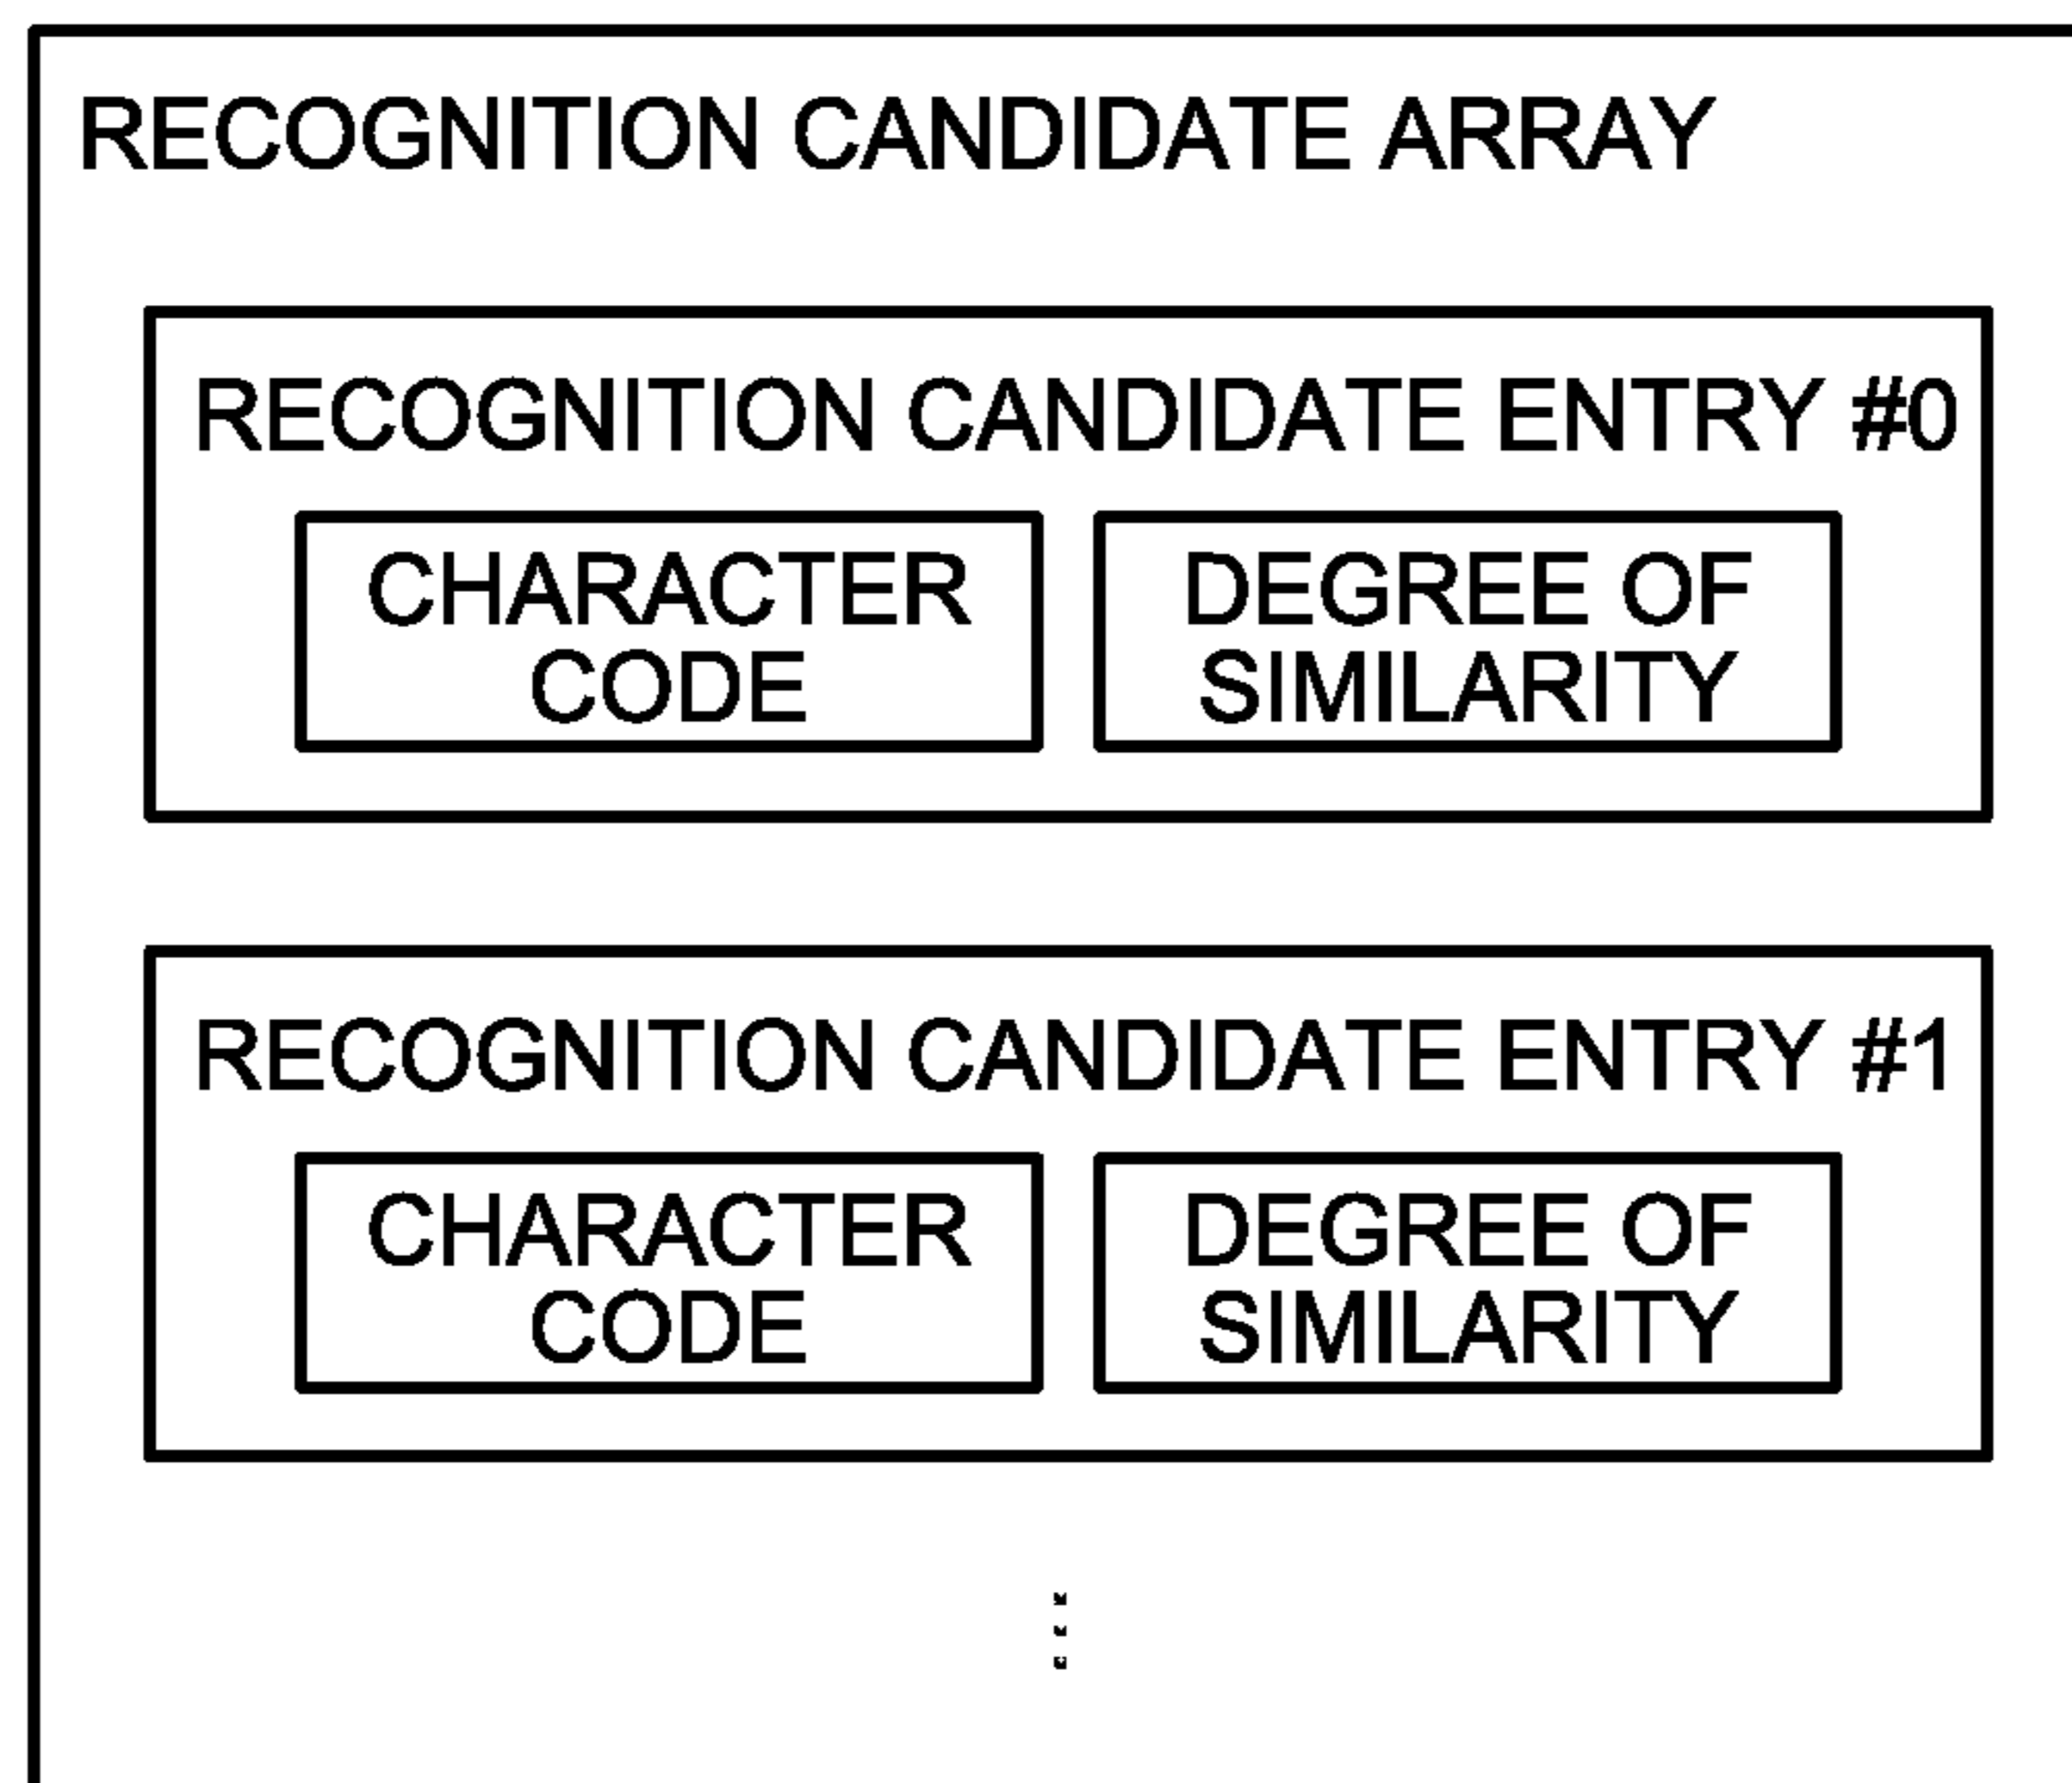 RECOGNITION CANDIDATE ARRAY
RECOGNITION CANDIDATE ENTRY #0
CHARACTER
CODE
DEGREE OF
SIMILARITY
RECOGNITION CANDIDATE ENTRY #1
CHARACTER
CODE
DEGREE OF
SIMILARITY